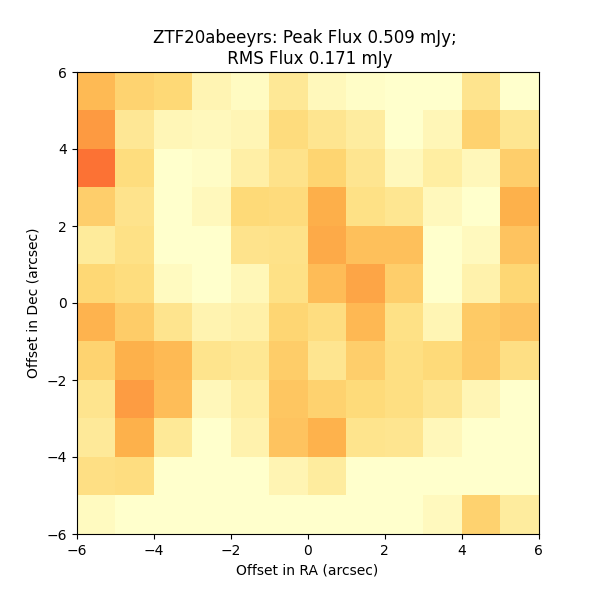 ZTF20abeeyrs: Peak Flux 0.509 mJy;
RMS Flux 0.171 mJy
6
4
2
0
−2
−4
−6
Offset in Dec (arcsec)
−6 −4 −2 0 2 4 6
Offset in RA (arcsec)